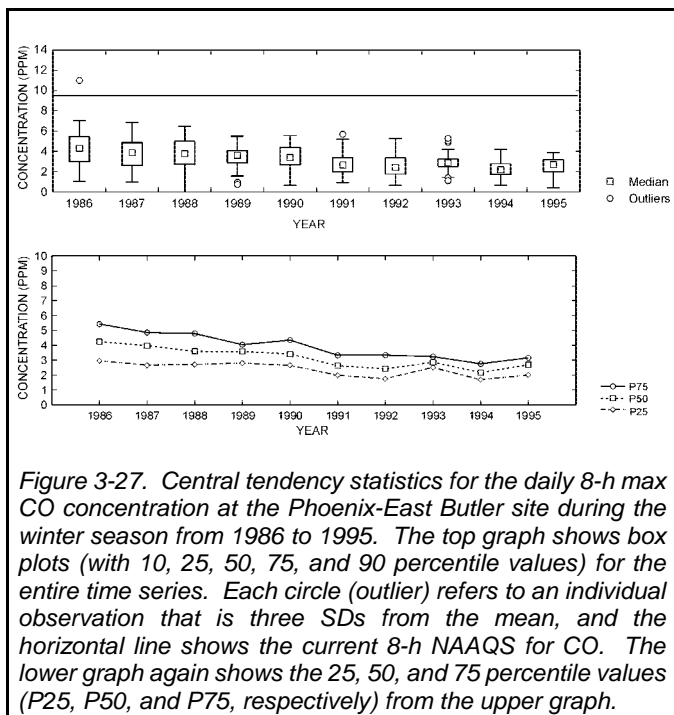 CONCENTRATION (PPM)
14
12
10
8
6
4
2
0
1986 1987 1988 1989 1990 1991 1992 1993 1994 1995
YEAR
Median
Outliers
CONCENTRATION (PPM)
10
9
8
7
6
5
4
3
2
1
0
1986 1987 1988 1989 1990 1991 1992 1993 1994 1995
YEAR
P75
P50
P25
Figure 3-27. Central tendency statistics for the daily 8-h max
CO concentration at the Phoenix-East Butler site during the
winter season from 1986 to 1995. The top graph shows box
plots (with 10, 25, 50, 75, and 90 percentile values) for the
entire time series. Each circle (outlier) refers to an individual
observation that is three SDs from the mean, and the
horizontal line shows the current 8-h NAAQS for CO. The
lower graph again shows the 25, 50, and 75 percentile values
(P25, P50, and P75, respectively) from the upper graph.